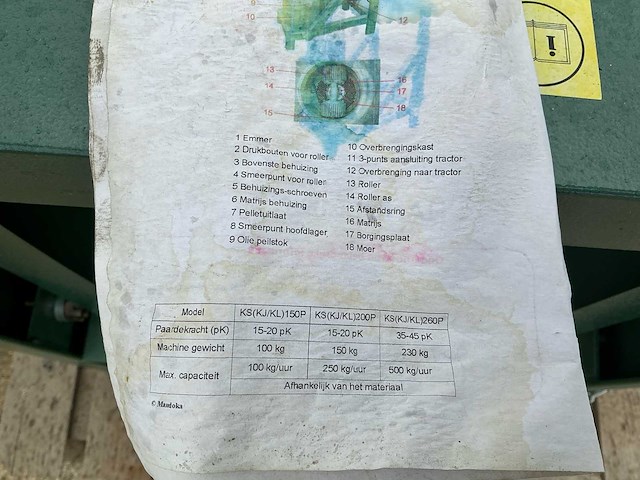 9
10
12
13
14
15
16
17
18
1 Emmer
2 Drukbouten voor roller
3 Bovenste behuizing
4 Smeerpunt voor roller
5 Behuizings-schroeven
6 Matrijs behuizing
7 Pelletuitlaat
8 Smeerpunt hoofdlager
9 Olie peilstok
10 Overbrengingskast
11 3-punts aansluiting tractor
12 Overbrenging naar tractor
13 Roller
14 Roller as
15 Afstandsring
16 Matrijs
17 Borgingsplaat
18 Moer
Model KS(KJ/KL)150P KS(KJ/KL)200P KS(KJ/KL)260P
Paardekracht (pK) 15-20 pK 15-20 pK 35-45 pK
Machine gewicht 100 kg 150 kg 230 kg
Max. capaciteit 100 kg/uur 250 kg/uur 500 kg/uur
Afhankelijk van het materiaal
© Mantoka